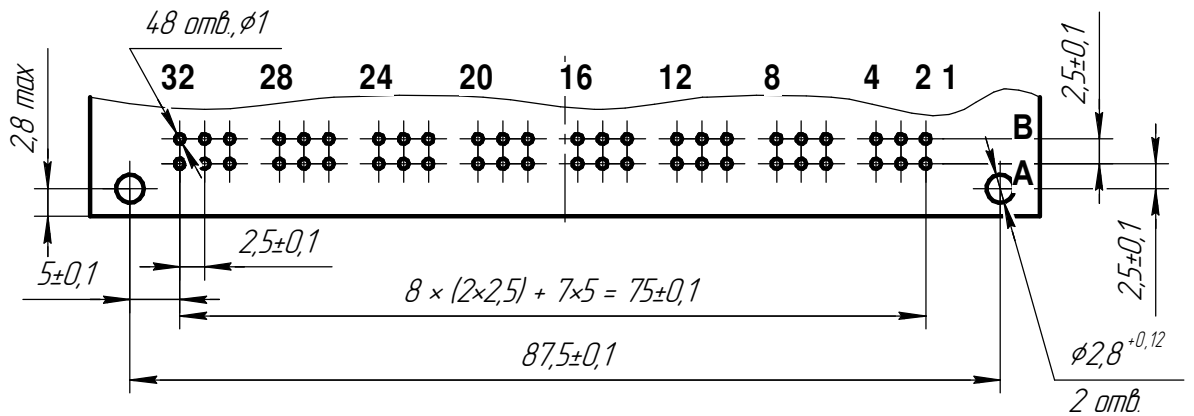 48 отв., ϕ1
32 28 24 20 16 12 8 4 2 1
2,8 max
2,5±0,1
B
A
2,5±0,1
5±0,1
2,5±0,1
8 × (2×2,5) + 7×5 = 75±0,1
87,5±0,1
ϕ2,8 +0,12
2 отв.